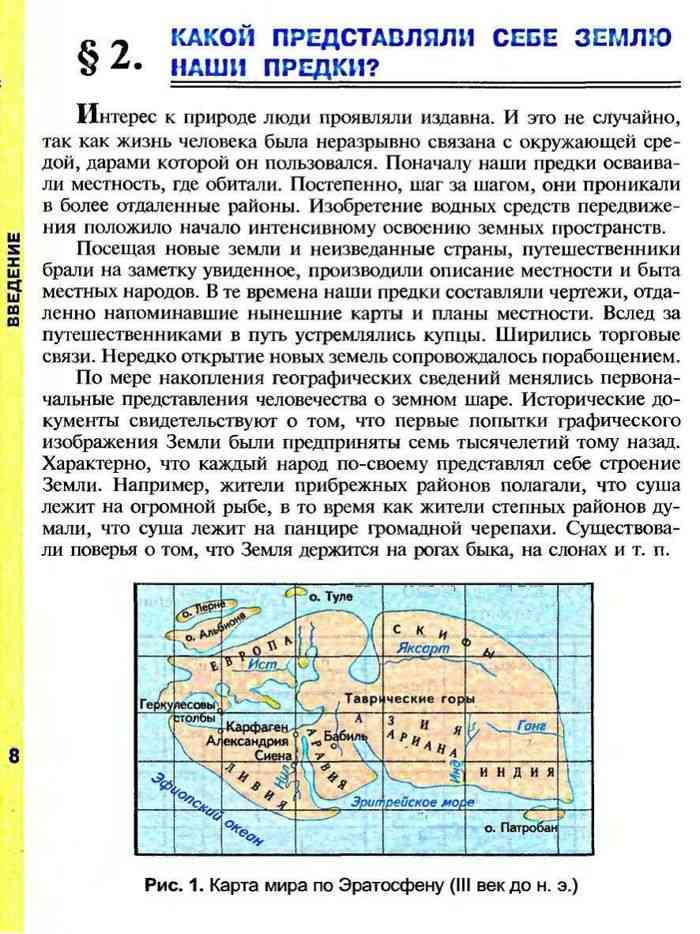 § 2.
КАКОЙ ПРЕДСТАВЛЯЛИ СЕБЕ ЗЕМЛЮ
НАШИ ПРЕДКИ?
Интерес к природе люди проявляли издавна. И это не случайно,
так как жизнь человека была неразрывно связана с окружающей сре-
дой, дарами которой он пользовался. Поначалу наши предки осваива-
ли местность, где обитали. Постепенно, шаг за шагом, они проникали
в более отдаленные районы. Изобретение водных средств передвиже-
ния положило начало интенсивному освоению земных пространств.
Посещая новые земли и неизведанные страны, путешественники
брали на заметку увиденное, производили описание местности и быта
местных народов. В те времена наши предки составляли чертежи, отда-
ленно напоминавшие нынешние карты и планы местности. Вслед за
путешественниками в путь устремлялись купцы. Ширились торговые
связи. Нередко открытие новых земель сопровождалось порабощением.
По мере накопления географических сведений менялись первона-
чальные представления человечества о земном шаре. Исторические до-
кументы свидетельствуют о том, что первые попытки графического
изображения Земли были предприняты семь тысячелетий тому назад.
Характерно, что каждый народ по-своему представлял себе строение
Земли. Например, жители прибрежных районов полагали, что суша
лежит на огромной рыбе, в то время как жители степных районов ду-
мали, что суша лежит на панцире громадной черепахи. Существова-
ли поверья о том, что Земля держится на рогах быка, на слонах и т. п.
ВВЕДЕНИЕ
8
о. Туле
о. Лерне
о. Альбиона
ЕВРОПА
СКИФЫ
Ист
Яксарт
Геркулесовы
столбы
Таврические горы
Карфаген
Александрия
Сиена
Бабиль
АЗИЯ
АРИАНА
Ганг
АРАВИЯ
ЛИВИЯ
Нил
Инд
ИНДИЯ
Эфиопский океан
Эритрейское море
о. Патробан
Рис. 1. Карта мира по Эратосфену (III век до н. э.)